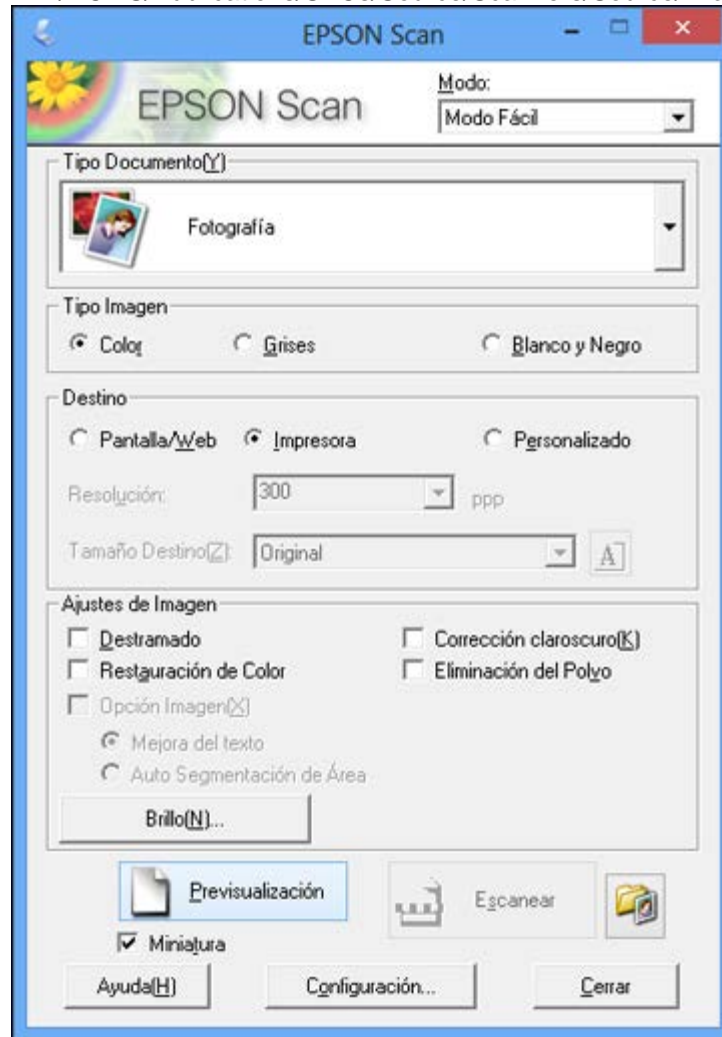 EPSON Scan
EPSON Scan
Modo:
Modo Fácil
Tipo Documento(Y)
Fotografía
Tipo Imagen
Color
Grises
Blanco y Negro
Destino
Pantalla/Web
Impresora
Personalizado
Resolución:
300
ppp
Tamaño Destino(Z):
Original
A
Ajustes de Imagen
Destramado
Corrección claroscuro(K)
Restauración de Color
Eliminación del Polvo
Opción Imagen(X)
Mejora del texto
Auto Segmentación de Área
Brillo(N)...
Previsualización
Escanear
Miniatura
Ayuda(H)
Configuración...
Cerrar